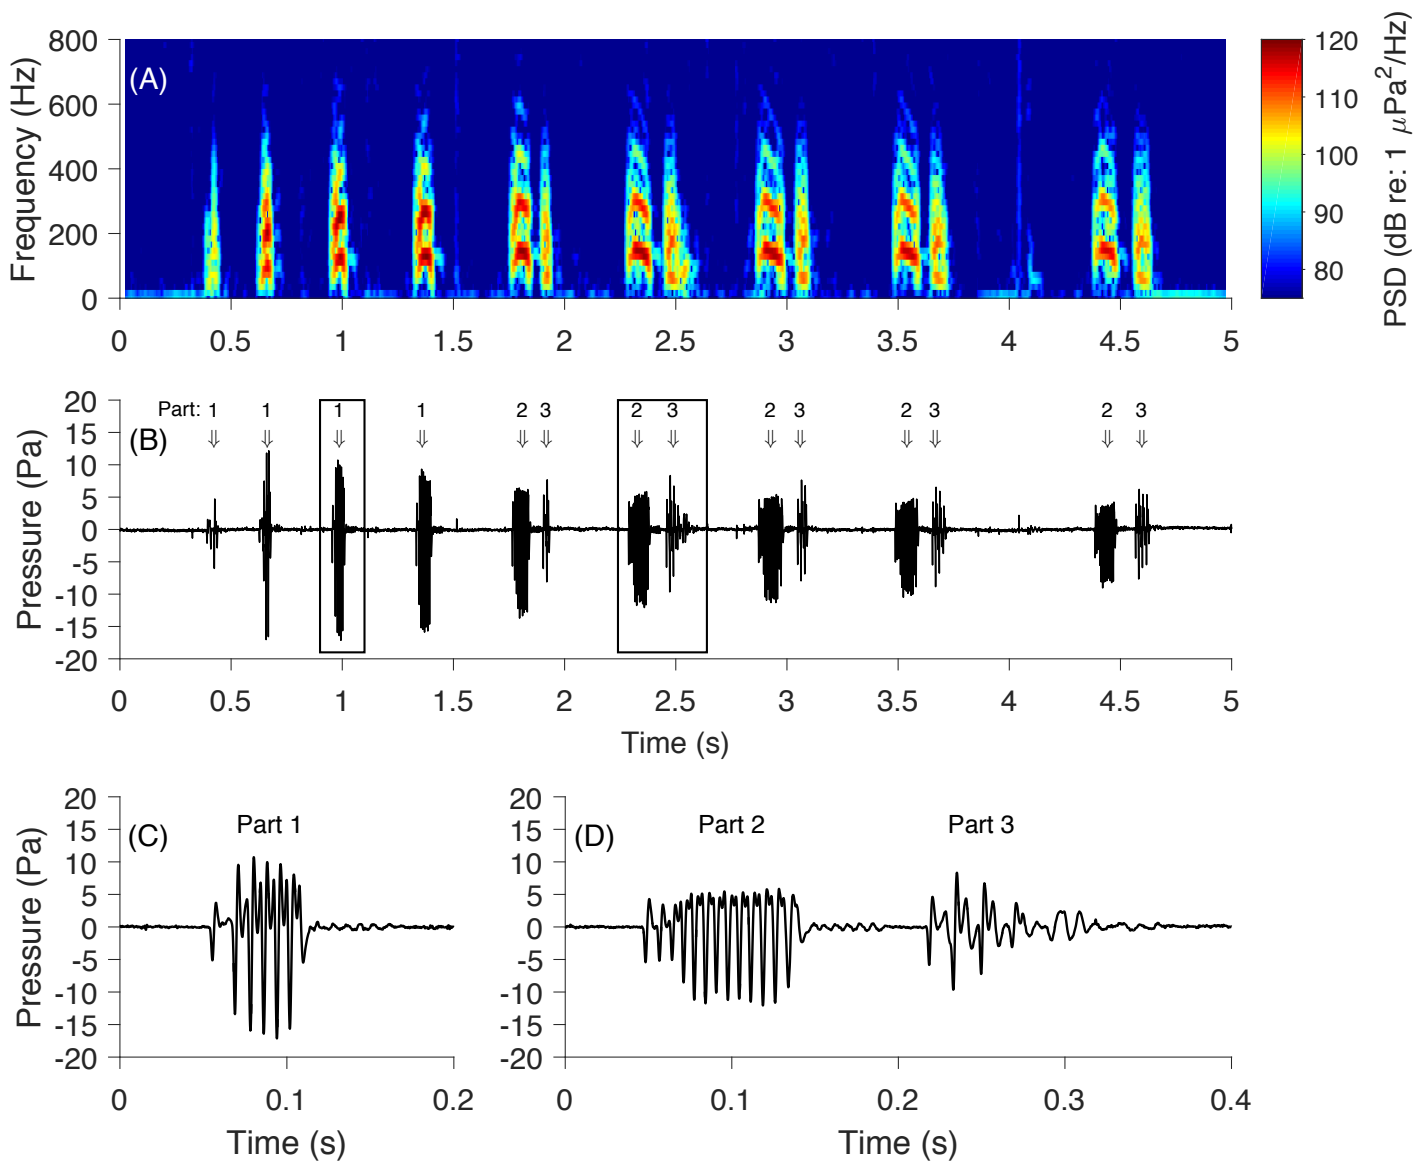 800
600
400
200
0
Frequency (Hz)
(A)
0 0.5 1 1.5 2 2.5 3 3.5 4 4.5 5
120
110
100
90
80
PSD (dB re: 1 μPa²/Hz)
20
15
10
5
0
-5
-10
-15
-20
Pressure (Pa)
Part: 1 1 1 1 2 3 2 3 2 3 2 3 2 3
(B) ⇓ ⇓ ⇓ ⇓ ⇓ ⇓ ⇓ ⇓ ⇓ ⇓ ⇓ ⇓ ⇓ ⇓
0 0.5 1 1.5 2 2.5 3 3.5 4 4.5 5
Time (s)
20
15
10
5
0
-5
-10
-15
-20
Pressure (Pa)
(C)
Part 1
0 0.1 0.2
Time (s)
20
15
10
5
0
-5
-10
-15
-20
(D)
Part 2
Part 3
0 0.1 0.2 0.3 0.4
Time (s)